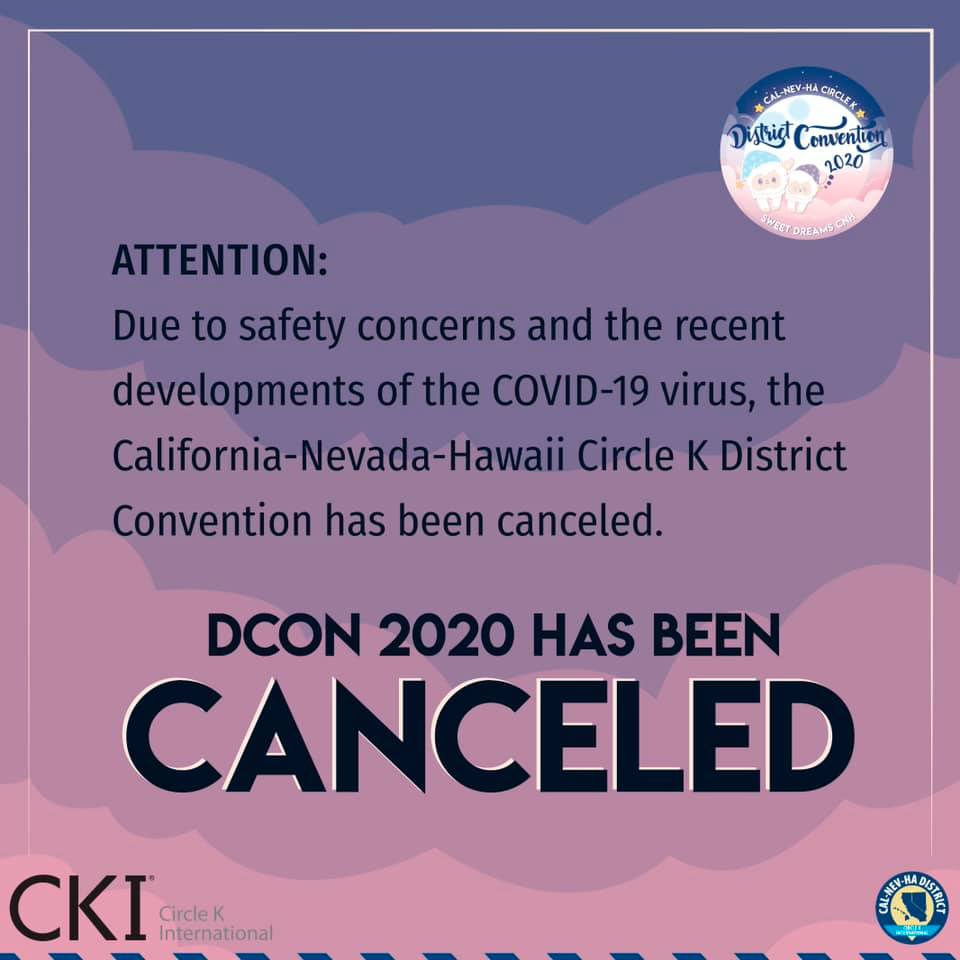 CAL-NEV-HA CIRCLE K
District Convention
2020
SWEET DREAMS CNH
ATTENTION:
Due to safety concerns and the recent
developments of the COVID-19 virus, the
California-Nevada-Hawaii Circle K District
Convention has been canceled.
DCON 2020 HAS BEEN
CANCELED
CKI®
Circle K
International
CAL-NEV-HA DISTRICT
CIRCLE K
INTERNATIONAL